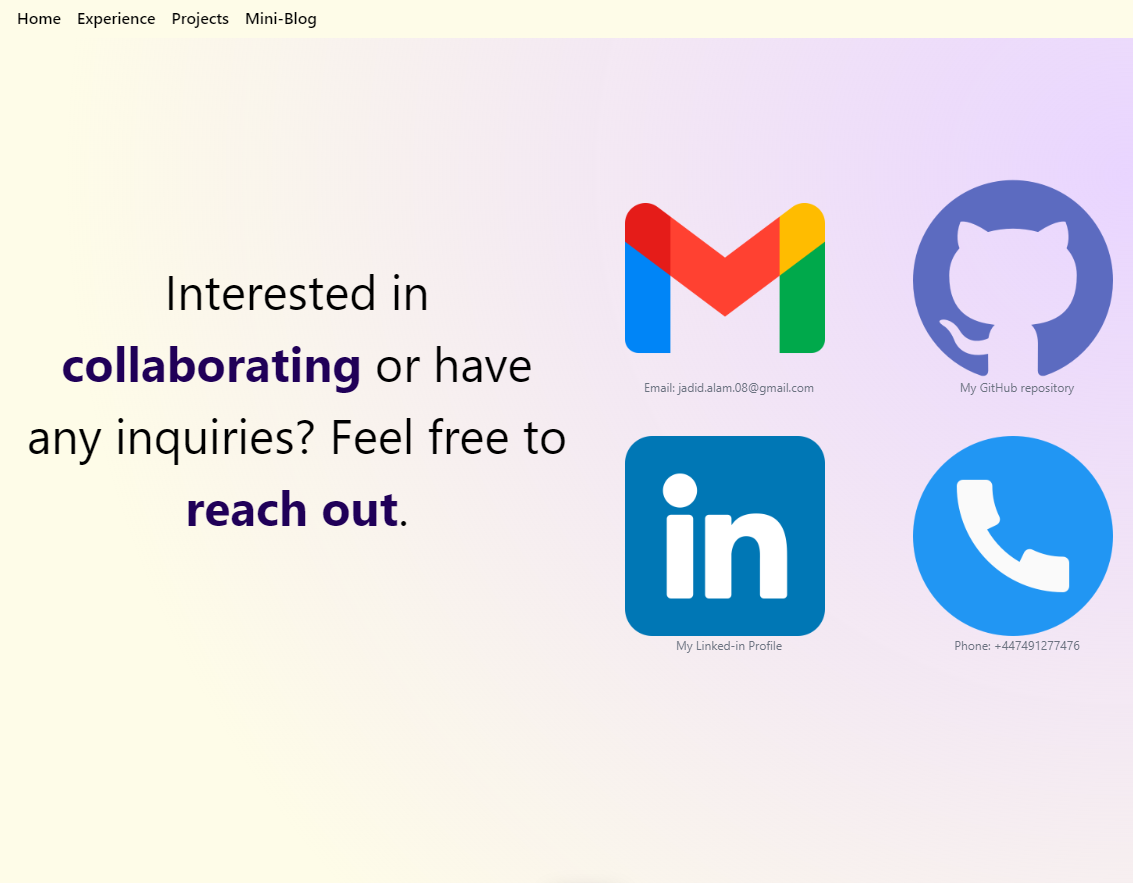 Home Experience Projects Mini-Blog
Interested in
collaborating or have
any inquiries? Feel free to
reach out.
Email: jadid.alam.08@gmail.com
My GitHub repository
in
My Linked-in Profile
Phone: +447491277476